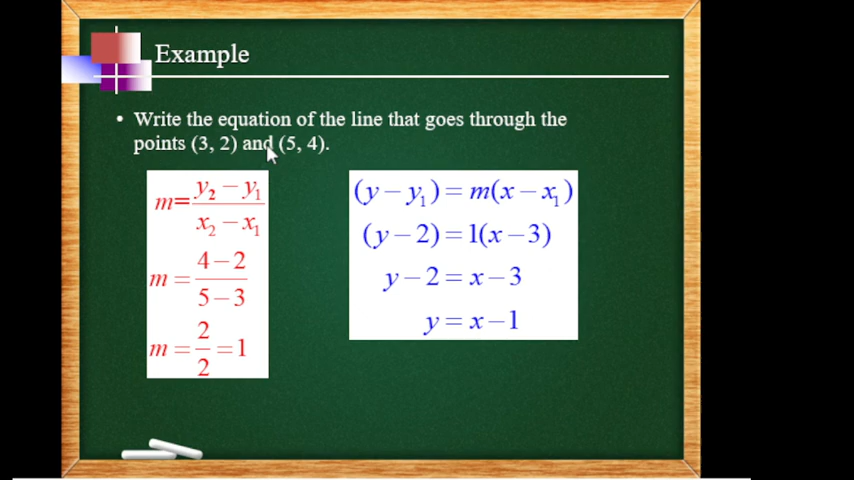 Example
• Write the equation of the line that goes through the
points (3, 2) and (5, 4).
m = (y₂ − y₁)/(x₂ − x₁)
m = (4 − 2)/(5 − 3)
m = 2/2 = 1
(y − y₁) = m(x − x₁)
(y − 2) = 1(x − 3)
y − 2 = x − 3
y = x − 1